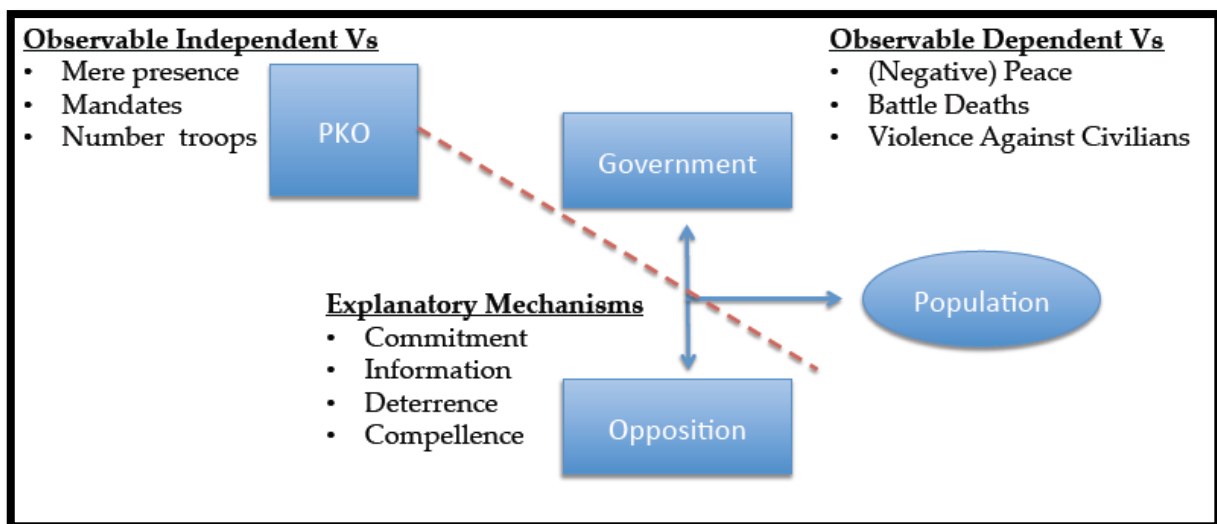 Observable Independent Vs
• Mere presence
• Mandates
• Number troops
PKO
Observable Dependent Vs
• (Negative) Peace
• Battle Deaths
• Violence Against Civilians
Government
Population
Explanatory Mechanisms
• Commitment
• Information
• Deterrence
• Compellence
Opposition